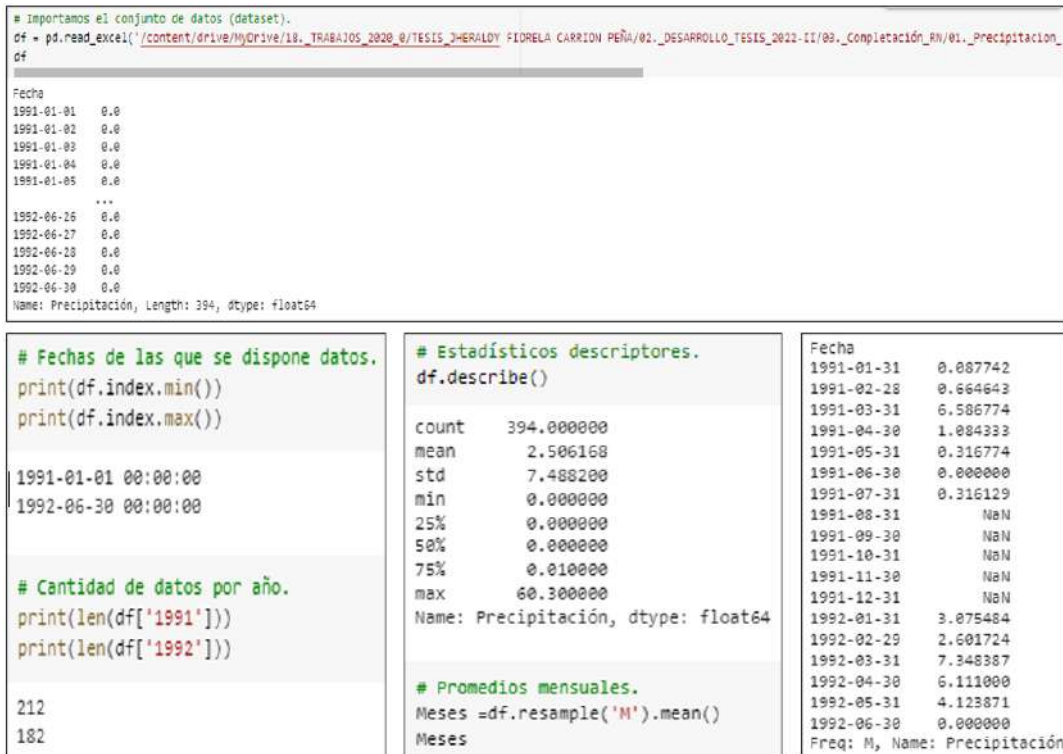 # Importamos el conjunto de datos (dataset).
df = pd.read_excel('/content/drive/MyDrive/18._TRABAJOS_2020_0/TESIS_JHERALDY FIORELA CARRION PEÑA/02._DESARROLLO_TESIS_2022-II/03._Completación_RN/01._Precipitacion_
df
Fecha
1991-01-01 0.0
1991-01-02 0.0
1991-01-03 0.0
1991-01-04 0.0
1991-01-05 0.0
...
1992-06-26 0.0
1992-06-27 0.0
1992-06-28 0.0
1992-06-29 0.0
1992-06-30 0.0
Name: Precipitación, Length: 394, dtype: float64
# Fechas de las que se dispone datos.
print(df.index.min())
print(df.index.max())
1991-01-01 00:00:00
1992-06-30 00:00:00
# Cantidad de datos por año.
print(len(df['1991']))
print(len(df['1992']))
212
182
# Estadísticos descriptores.
df.describe()
count 394.000000
mean 2.506168
std 7.488200
min 0.000000
25% 0.000000
50% 0.000000
75% 0.010000
max 60.300000
Name: Precipitación, dtype: float64
# Promedios mensuales.
Meses =df.resample('M').mean()
Meses
Fecha
1991-01-31 0.087742
1991-02-28 0.664643
1991-03-31 6.586774
1991-04-30 1.084333
1991-05-31 0.316774
1991-06-30 0.000000
1991-07-31 0.316129
1991-08-31 NaN
1991-09-30 NaN
1991-10-31 NaN
1991-11-30 NaN
1991-12-31 NaN
1992-01-31 3.075484
1992-02-29 2.601724
1992-03-31 7.348387
1992-04-30 6.111000
1992-05-31 4.123871
1992-06-30 0.000000
Freq: M, Name: Precipitación